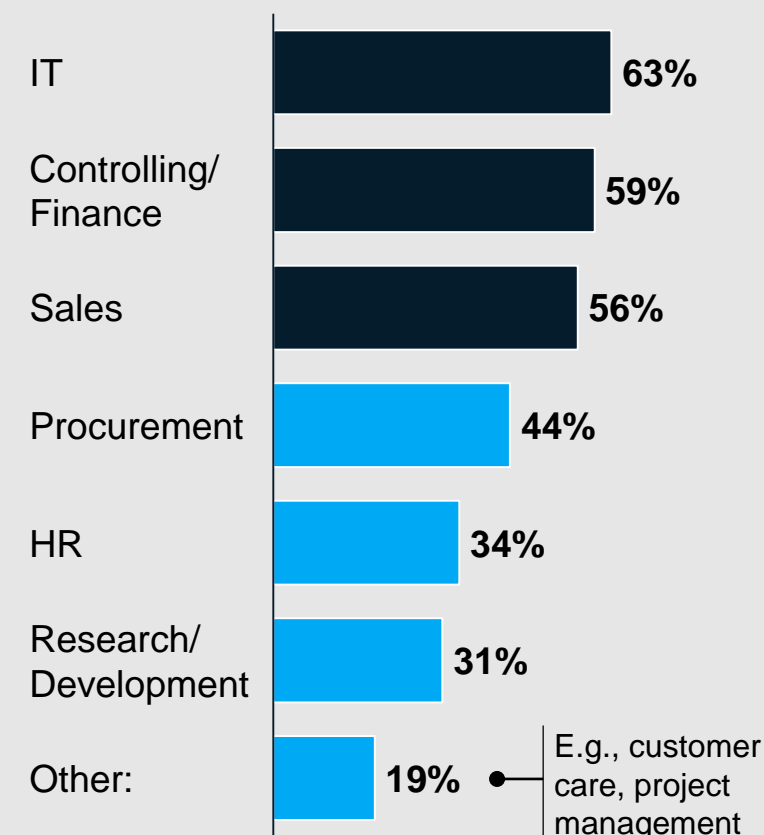 IT
63%
Controlling/
Finance
59%
Sales
56%
Procurement
44%
HR
34%
Research/
Development
31%
Other:
19%
E.g., customer
care, project
management